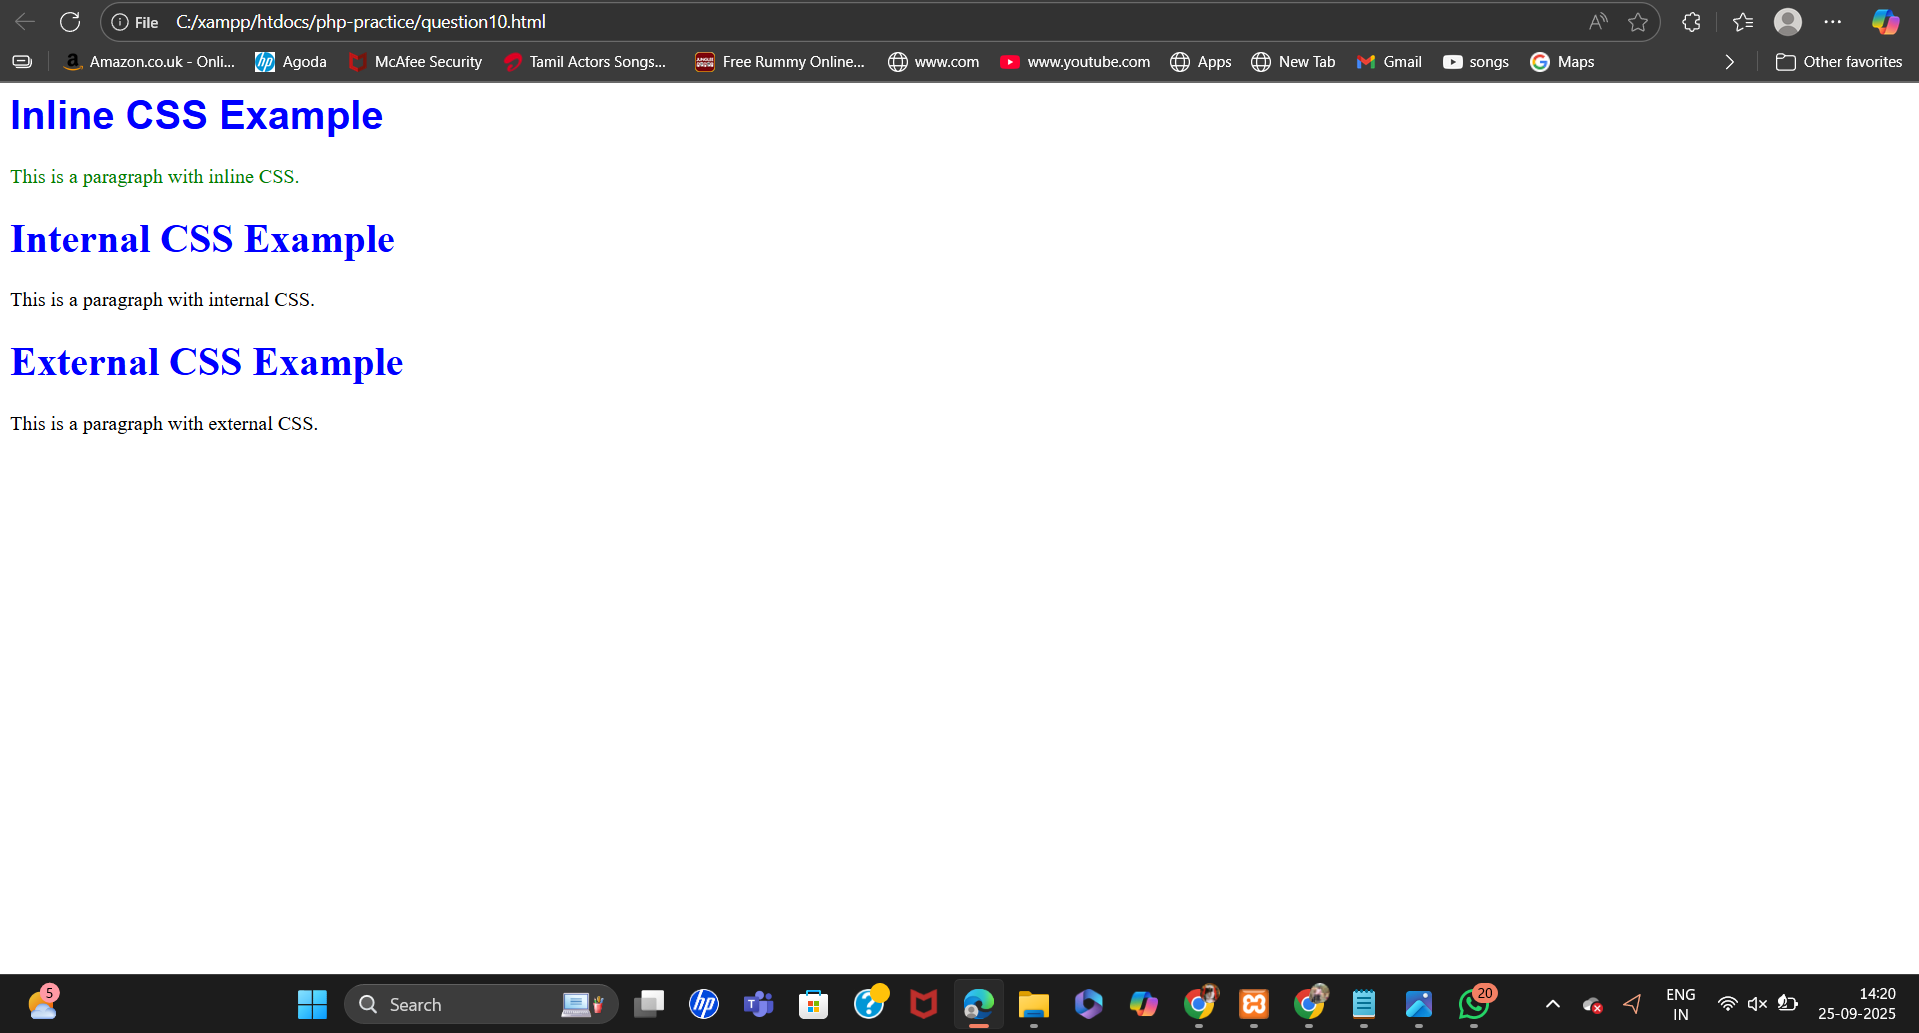 File C:/xampp/htdocs/php-practice/question10.html
Amazon.co.uk - Onli... Agoda McAfee Security Tamil Actors Songs... Free Rummy Online... www.com www.youtube.com Apps New Tab Gmail songs Maps Other favorites
Inline CSS Example
This is a paragraph with inline CSS.
Internal CSS Example
This is a paragraph with internal CSS.
External CSS Example
This is a paragraph with external CSS.
5 Search 20 ENG 14:20
IN 25-09-2025